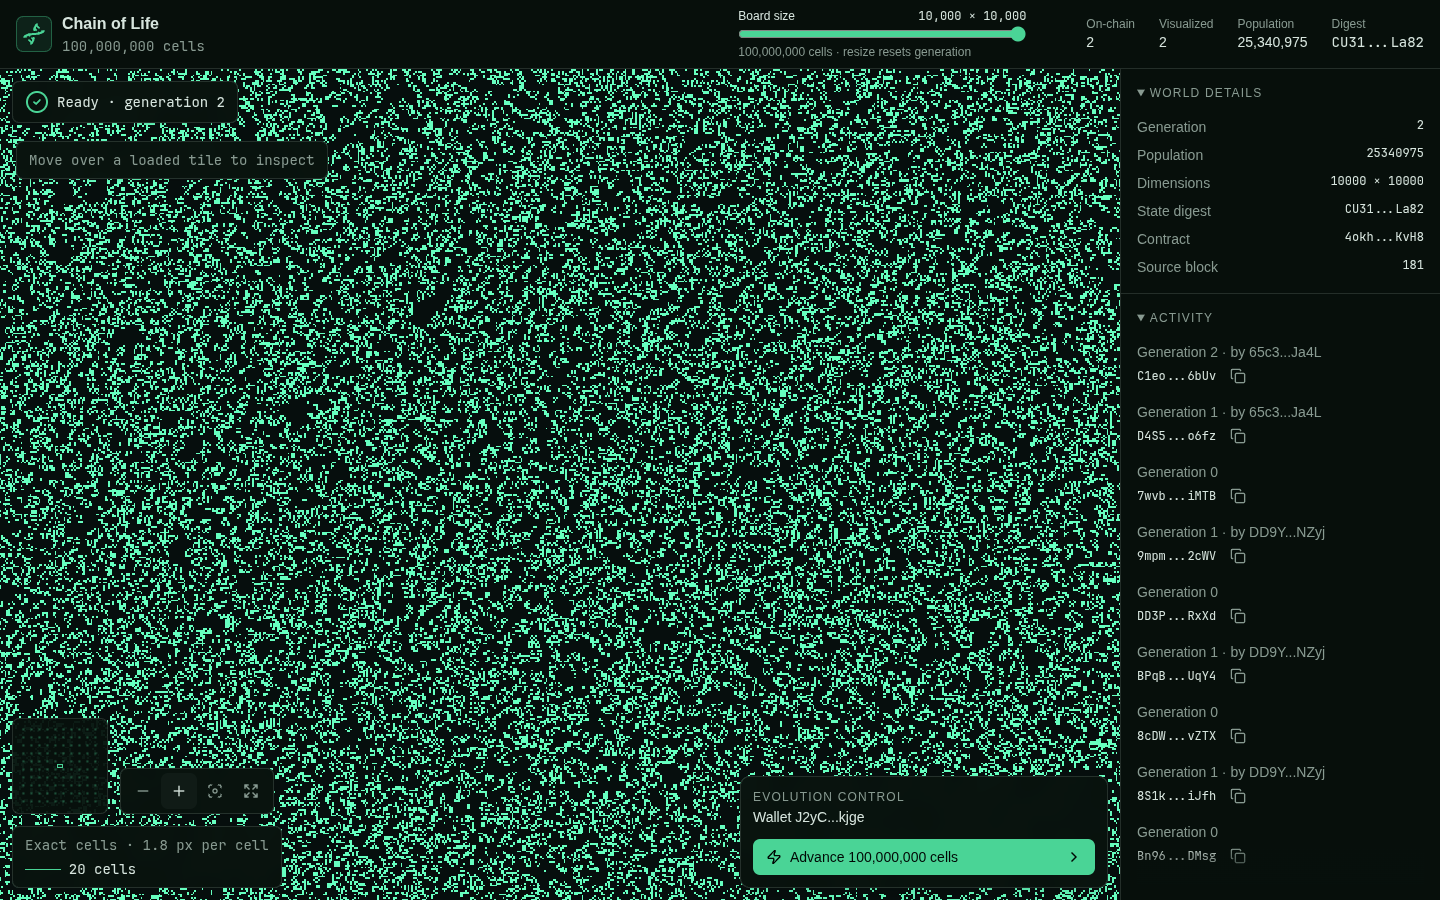 Chain of Life
100,000,000 cells
Board size 10,000 × 10,000
100,000,000 cells · resize resets generation
On-chain
2
Visualized
2
Population
25,340,975
Digest
CU31...La82
Ready · generation 2
Move over a loaded tile to inspect
Exact cells · 1.8 px per cell
20 cells
EVOLUTION CONTROL
Wallet J2yC...kjge
Advance 100,000,000 cells
WORLD DETAILS
Generation 2
Population 25340975
Dimensions 10000 × 10000
State digest CU31...La82
Contract 4okh...KvH8
Source block 181
ACTIVITY
Generation 2 · by 65c3...Ja4L
C1eo...6bUv
Generation 1 · by 65c3...Ja4L
D4S5...o6fz
Generation 0
7wvb...iMTB
Generation 1 · by DD9Y...NZyj
9mpm...2cWV
Generation 0
DD3P...RxXd
Generation 1 · by DD9Y...NZyj
BPqB...UqY4
Generation 0
8cDW...vZTX
Generation 1 · by DD9Y...NZyj
8S1k...iJfh
Generation 0
Bn96...DMsg